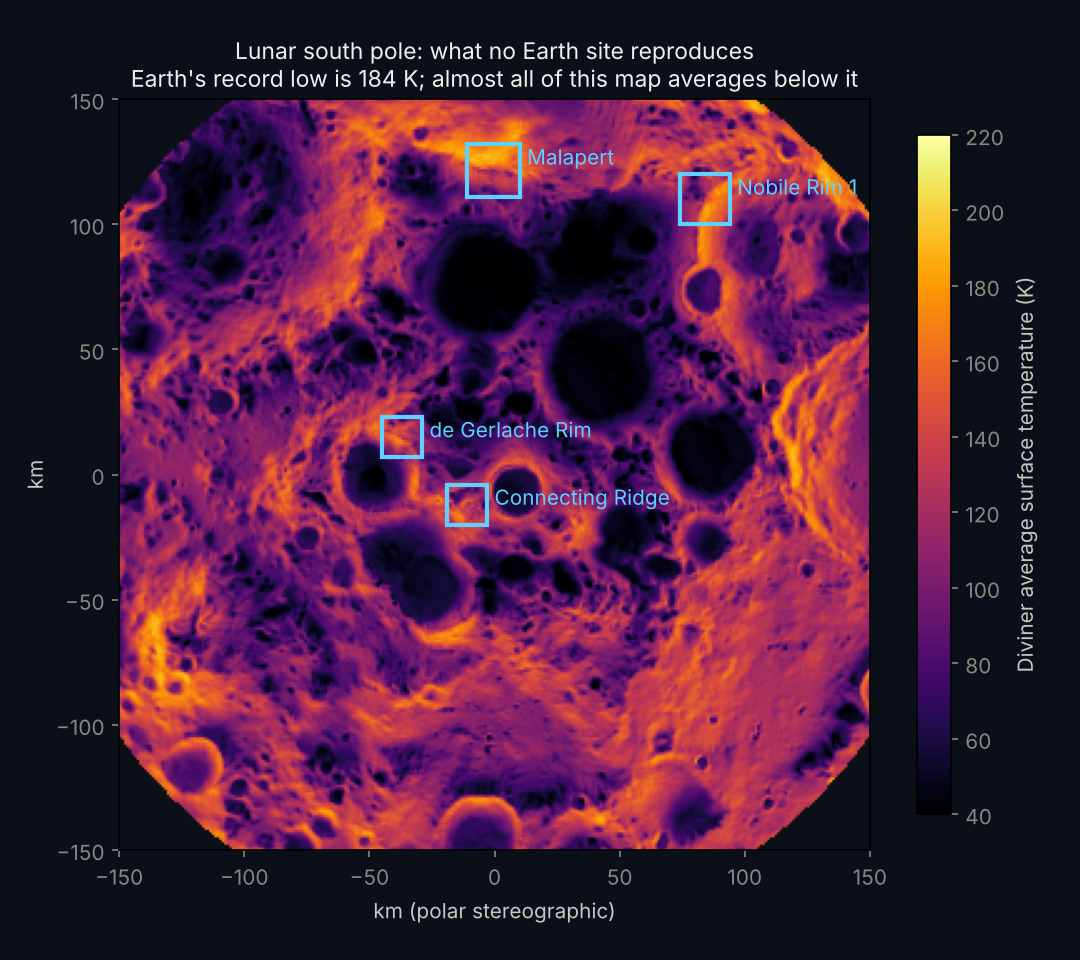 Lunar south pole: what no Earth site reproduces
Earth's record low is 184 K; almost all of this map averages below it
150
100
50
0
−50
−100
−150
km
Malapert
Nobile Rim 1
de Gerlache Rim
Connecting Ridge
−150
−100
−50
0
50
100
150
km (polar stereographic)
220
200
180
160
140
120
100
80
60
40
Diviner average surface temperature (K)